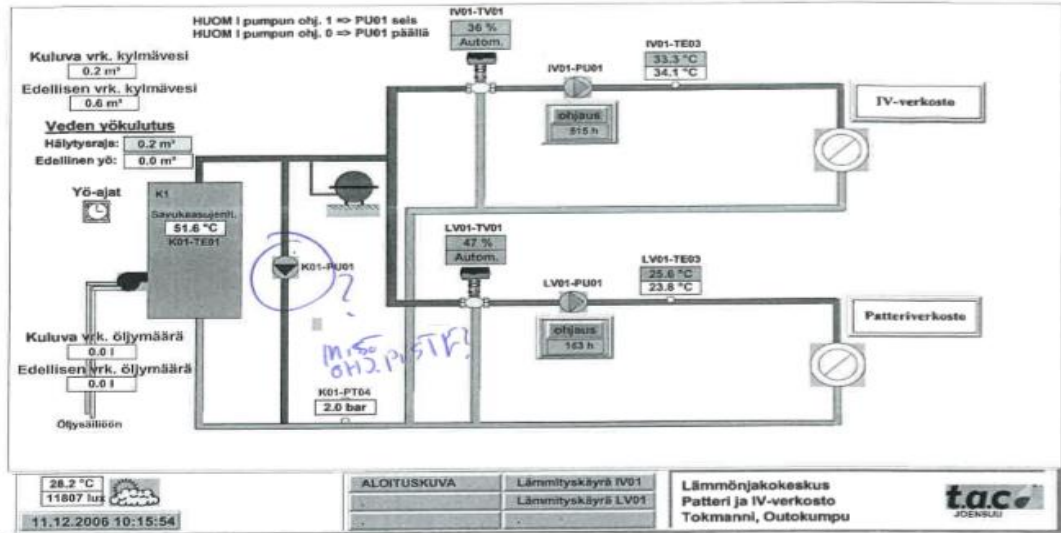 HUOM ! pumpun ohj. 1 => PU01 seis
HUOM ! pumpun ohj. 0 => PU01 päällä
Kuluva vrk. kylmävesi
0.2 m³
Edellisen vrk. kylmävesi
0.6 m³
Veden yökulutus
Hälytysraja: 0.2 m³
Edellinen yö: 0.0 m³
Yö-ajat
K1
Savukaasujenlt.
51.6 °C
K01-TE01
K01-PU01
?
Kuluva vrk. öljymäärä
0.0 l
Edellisen vrk. öljymäärä
0.0 l
Öljysäiliöön
K01-PT04
2.0 bar
IV01-TV01
36 %
Autom.
IV01-PU01
ohjaus
515 h
IV01-TE03
33.3 °C
34.1 °C
IV-verkosto
LV01-TV01
47 %
Autom.
LV01-PU01
ohjaus
163 h
LV01-TE03
25.6 °C
23.8 °C
Patteriverkosto
28.2 °C
11807 lux
11.12.2006 10:15:54
ALOITUSKUVA
Lämmityskäyrä IV01
Lämmityskäyrä LV01
Lämmönjakokeskus
Patteri ja IV-verkosto
Tokmanni, Outokumpu
t.a.c
JOENSUU